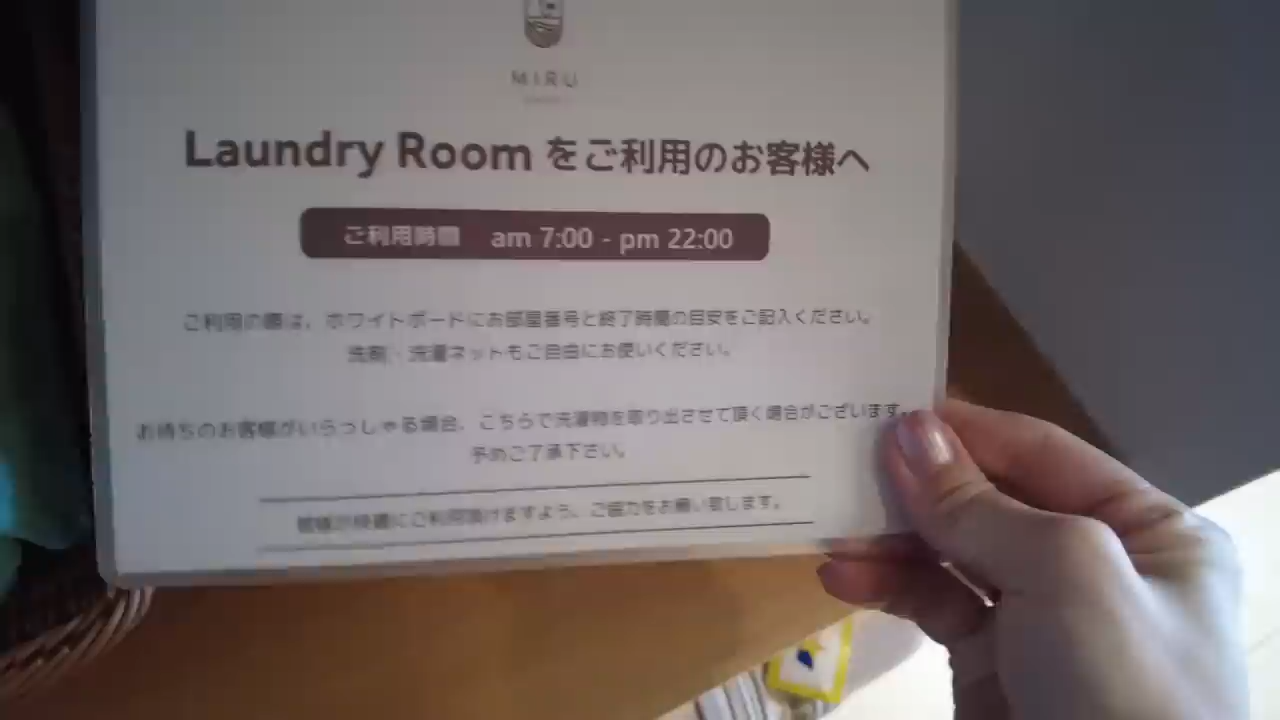 MIRU
Laundry Room をご利用のお客様へ
ご利用時間 am 7:00 - pm 22:00
ご利用の際は、ホワイトボードにお部屋番号と終了時間の目安をご記入ください。
洗剤・洗濯ネットもご自由にお使いください。
お待ちのお客様がいらっしゃる場合、こちらで洗濯物を取り出させて頂く場合がございます。
予めご了承下さい。
皆様が快適にご利用頂けますよう、ご協力をお願い致します。